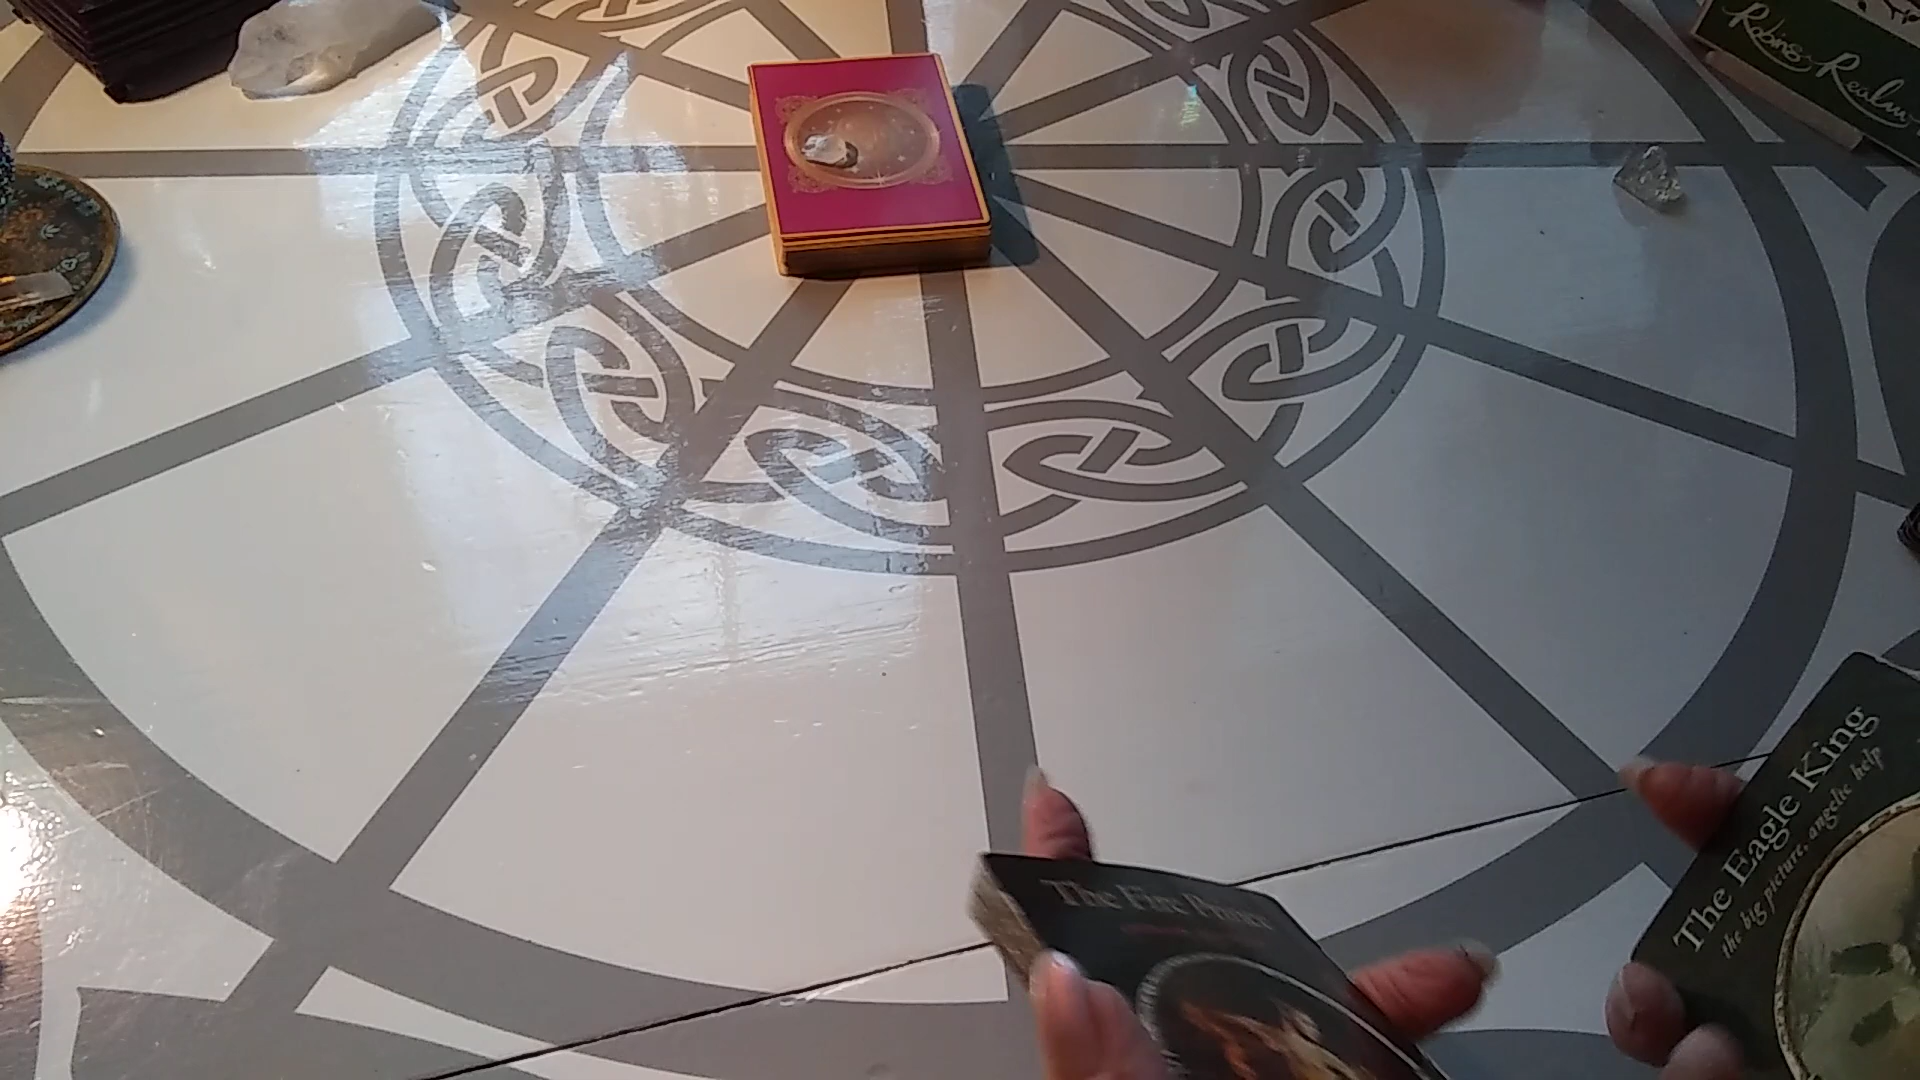 Robins Realm
The Eagle King
the big picture, angelic help
The Fire Prince